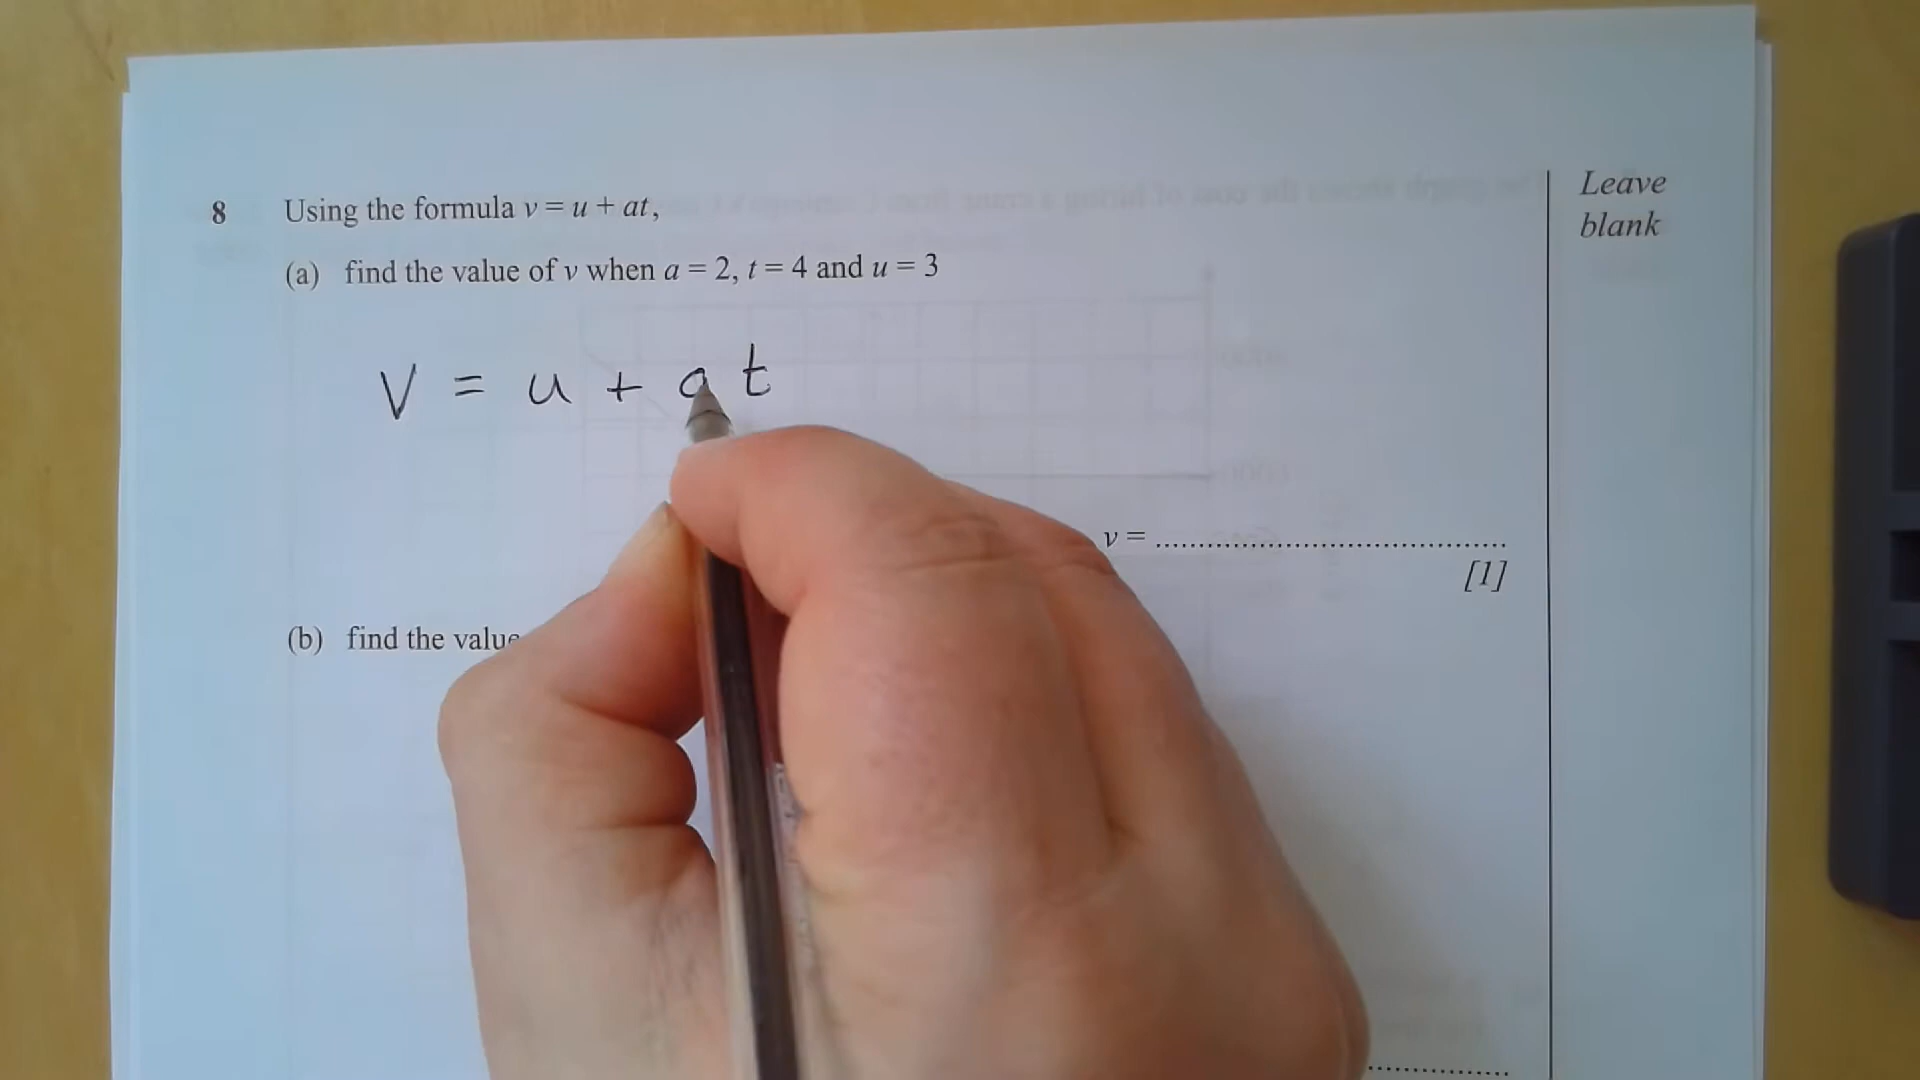 Leave
blank
8 Using the formula v = u + at,
(a) find the value of v when a = 2, t = 4 and u = 3
V = u + at
v = ........................................
[1]
(b) find the value